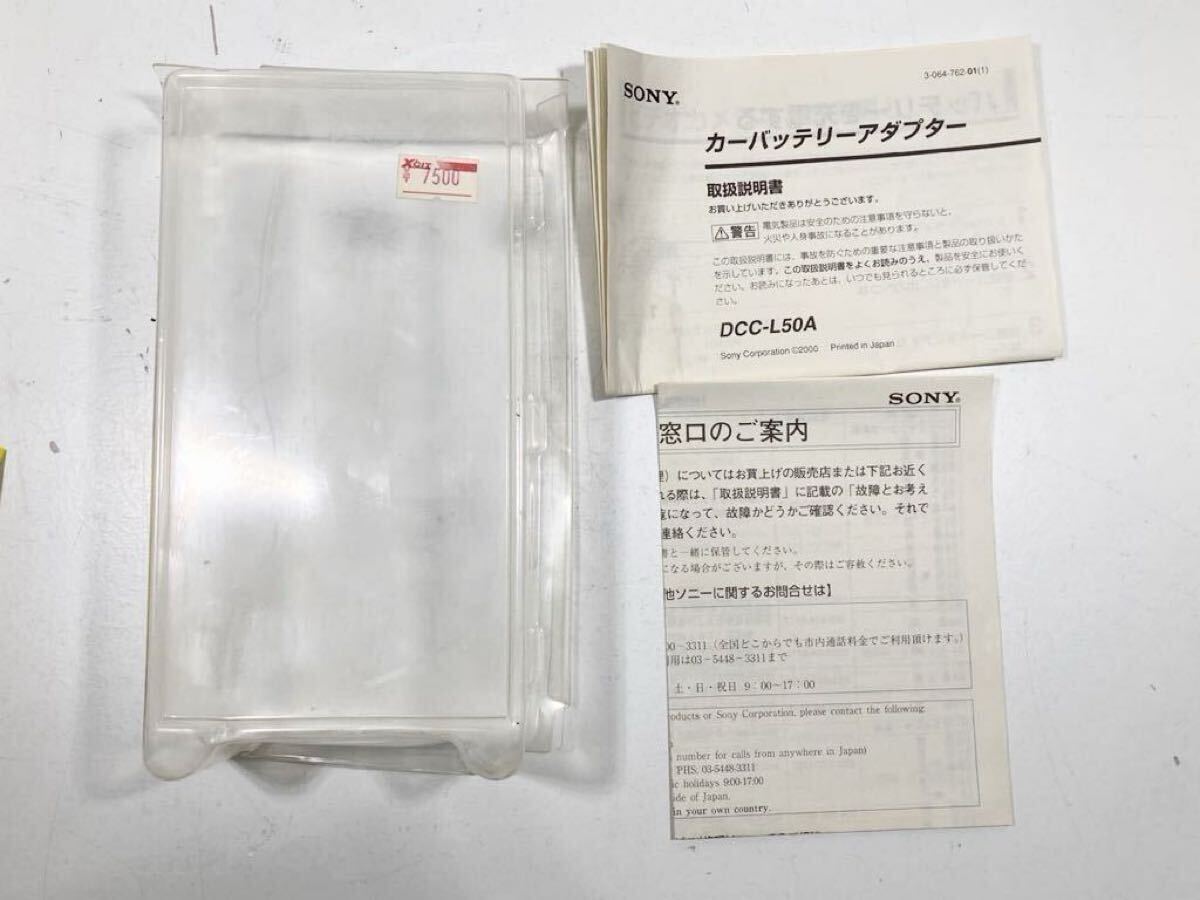 ¥ 7500
3-064-762-01(1)
SONY®
カーバッテリーアダプター
取扱説明書
お買い上げいただきありがとうございます。
警告
電気製品は安全のための注意事項を守らないと、
火災や人身事故になることがあります。
この取扱説明書には、事故を防ぐための重要な注意事項と製品の取り扱いかた
を示しています。この取扱説明書をよくお読みのうえ、製品を安全にお使いく
ださい。お読みになったあとは、いつでも見られるところに必ず保管してくだ
さい。
DCC-L50A
Sony Corporation ©2000 Printed in Japan
SONY®
窓口のご案内
理）についてはお買上げの販売店または下記お近く
れる際は、「取扱説明書」に記載の「故障とお考え
覧になって、故障かどうかご確認ください。それで
連絡ください。
書と一緒に保管してください。
になる場合がございますが、その際はご容赦ください。
他ソニーに関するお問合せは】
00-3311（全国どこからでも市内通話料金でご利用頂けます。）
利用は03-5448-3311まで
土・日・祝日 9：00～17：00
oducts or Sony Corporation, please contact the following.
number for calls from anywhere in Japan)
PHS, 03-5448-3311
ic holidays 9:00-17:00
ide of Japan.
in your own country.